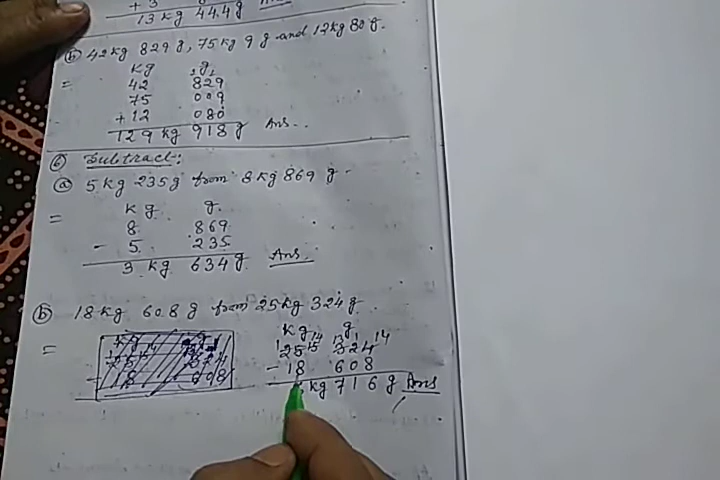 13 kg 444 g
(b) 42 kg 829 g, 75 kg 9 g and 12 kg 80 g.
kg g
= 42 829
75 009
+12 080
129 kg 918 g Ans.
(6) Subtract:
(a) 5 kg 235 g from 8 kg 869 g.
kg g.
= 8 869
- 5 235
3 kg 634 g Ans.
(b) 18 kg 608 g from 25 kg 324 g.
kg g
= 25 324
- 18 608
kg 716 g Ans